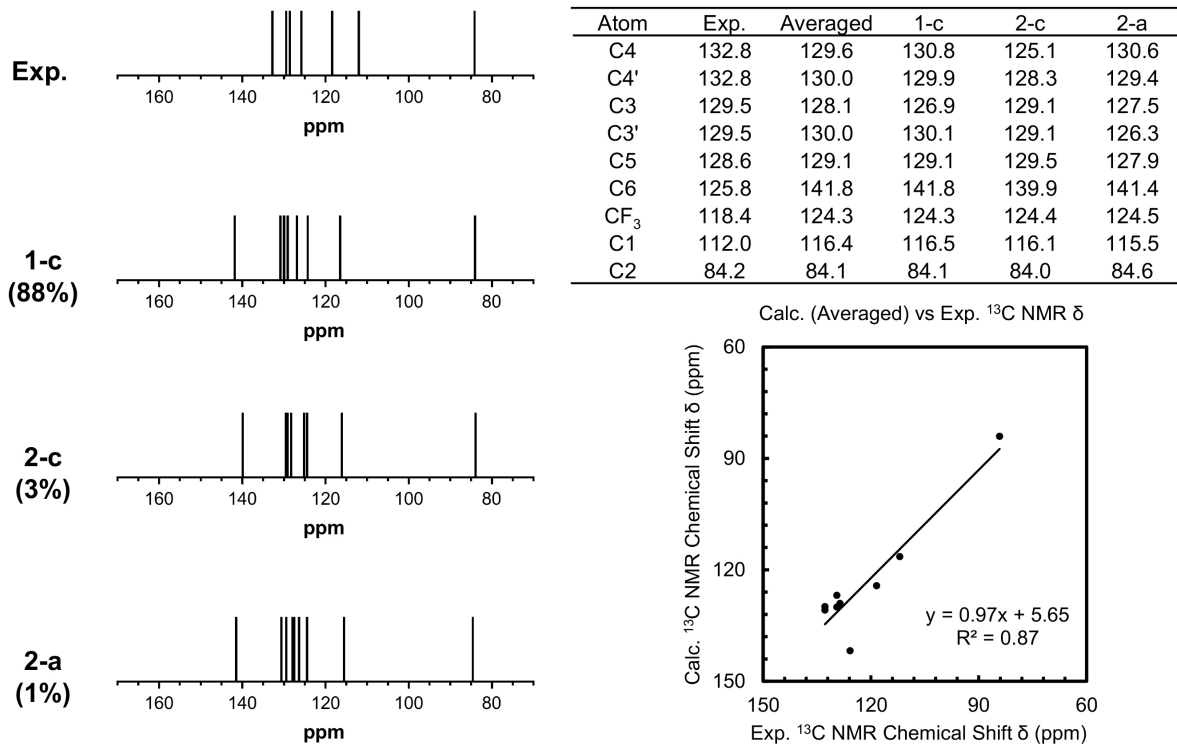 Exp.
160 140 120 100 80
ppm
1-c
(88%)
160 140 120 100 80
ppm
2-c
(3%)
160 140 120 100 80
ppm
2-a
(1%)
160 140 120 100 80
ppm
Atom Exp. Averaged 1-c 2-c 2-a
C4 132.8 129.6 130.8 125.1 130.6
C4' 132.8 130.0 129.9 128.3 129.4
C3 129.5 128.1 126.9 129.1 127.5
C3' 129.5 130.0 130.1 129.1 126.3
C5 128.6 129.1 129.1 129.5 127.9
C6 125.8 141.8 141.8 139.9 141.4
CF₃ 118.4 124.3 124.3 124.4 124.5
C1 112.0 116.4 116.5 116.1 115.5
C2 84.2 84.1 84.1 84.0 84.6
Calc. (Averaged) vs Exp. ¹³C NMR δ
Calc. ¹³C NMR Chemical Shift δ (ppm)
60
90
120
150
y = 0.97x + 5.65
R² = 0.87
150 120 90 60
Exp. ¹³C NMR Chemical Shift δ (ppm)